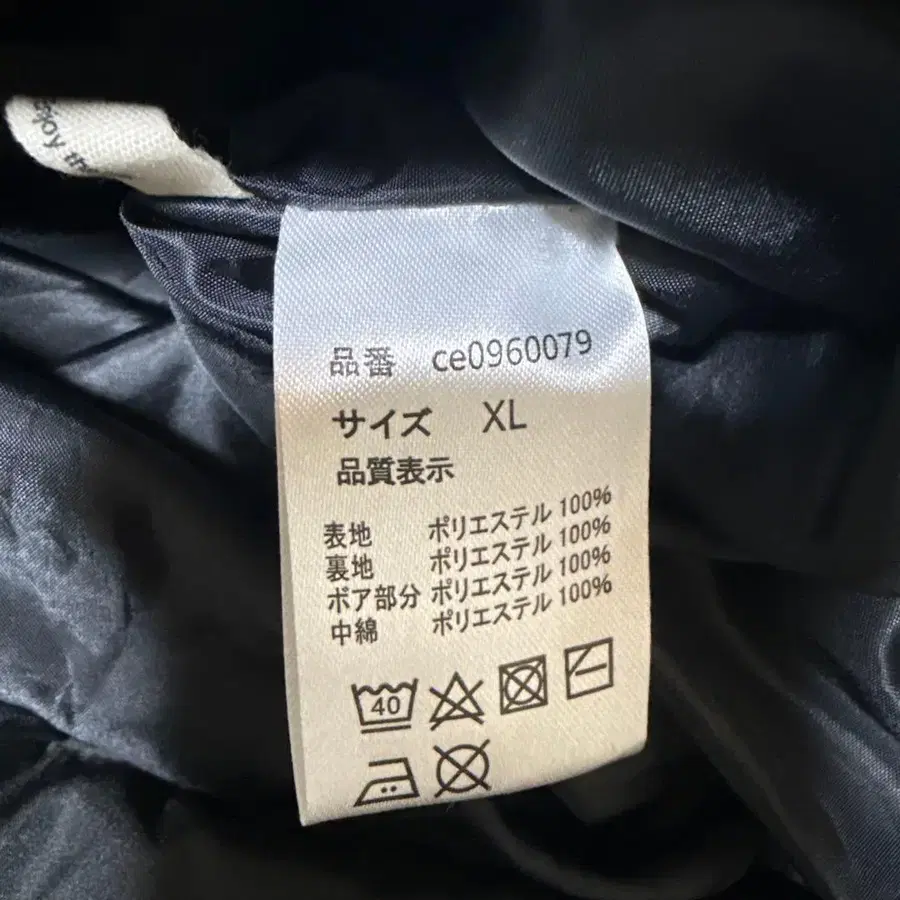 njoy th
品番 ce0960079
サイズ XL
品質表示
表地 ポリエステル 100%
裏地 ポリエステル 100%
ボア部分 ポリエステル 100%
中綿 ポリエステル 100%
40